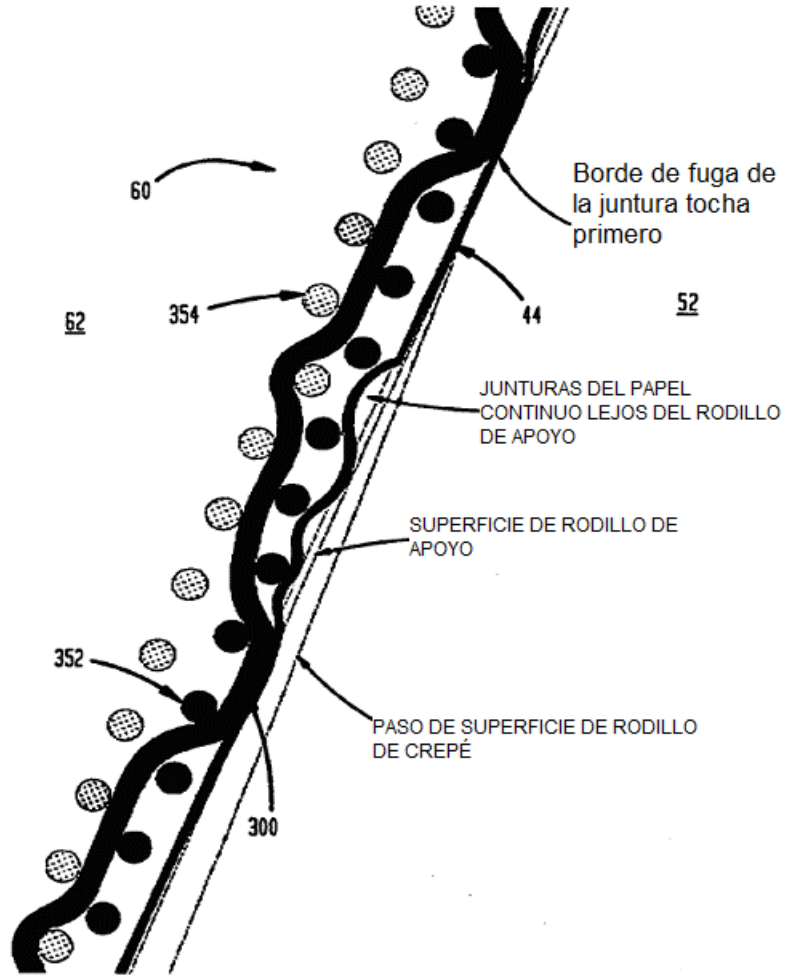 60
Borde de fuga de
la juntura tocha
primero
354
44
52
62
JUNTURAS DEL PAPEL
CONTINUO LEJOS DEL RODILLO
DE APOYO
SUPERFICIE DE RODILLO DE
APOYO
352
PASO DE SUPERFICIE DE RODILLO
DE CREPÉ
300